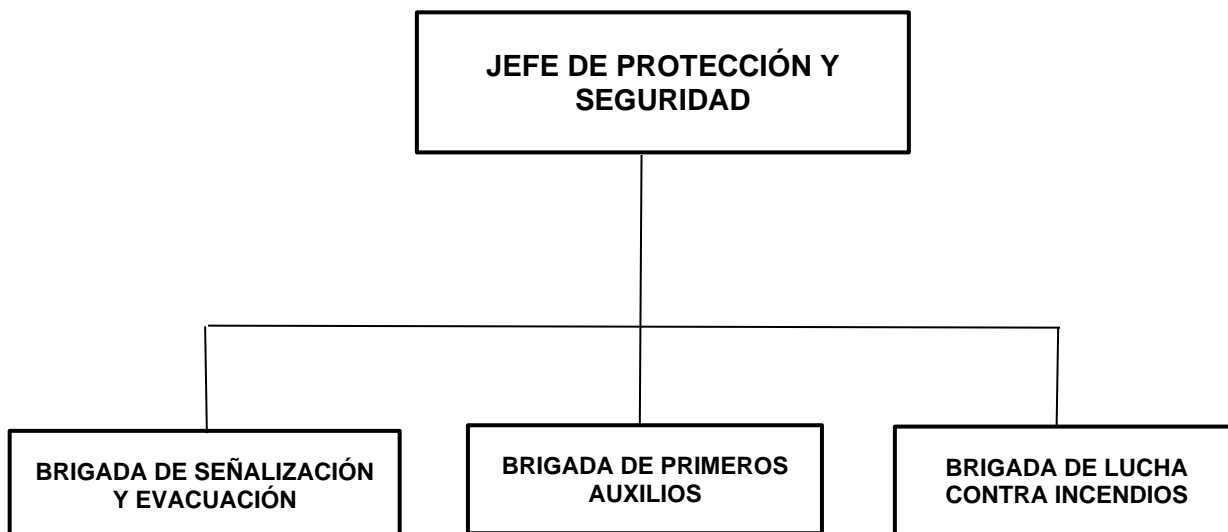 JEFE DE PROTECCIÓN Y
SEGURIDAD
BRIGADA DE SEÑALIZACIÓN
Y EVACUACIÓN
BRIGADA DE PRIMEROS
AUXILIOS
BRIGADA DE LUCHA
CONTRA INCENDIOS